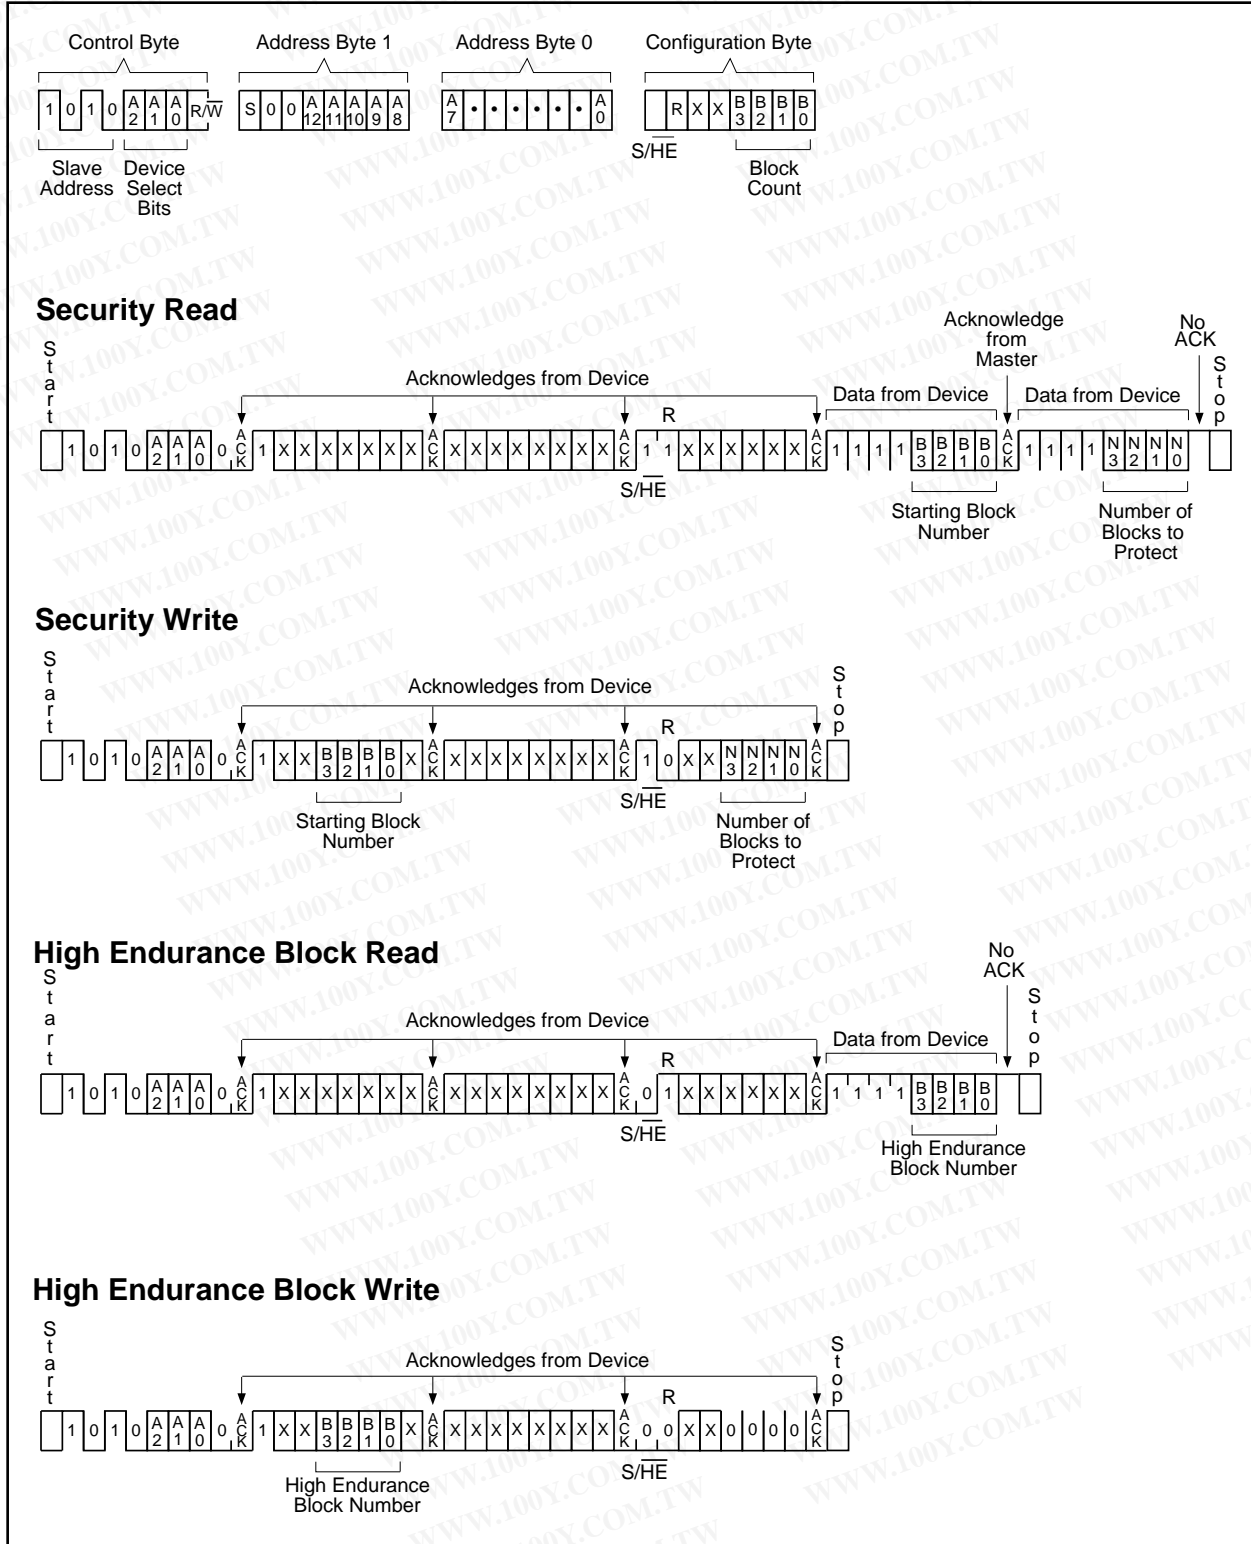 Control Byte Address Byte 1 Address Byte 0 Configuration Byte
1 0 1 0 A2 A1 A0 R/W̅ S 0 0 A12 A11 A10 A9 A8 A7 • • • • • • A0 R X X B3 B2 B1 B0
S/H̅E̅
Slave Address Device Select Bits Block Count
Security Read
Acknowledge from Master No ACK
Start Acknowledges from Device Data from Device Data from Device Stop
R
1 0 1 0 A2 A1 A0 0 ACK 1 X X X X X X X ACK X X X X X X X X ACK 1 1 X X X X X X ACK 1 1 1 1 B3 B2 B1 B0 ACK 1 1 1 1 N3 N2 N1 N0
S/H̅E̅
Starting Block Number Number of Blocks to Protect
Security Write
Start Acknowledges from Device Stop
R
1 0 1 0 A2 A1 A0 0 ACK 1 X X B3 B2 B1 B0 X ACK X X X X X X X X ACK 1 0 X X N3 N2 N1 N0 ACK
S/H̅E̅
Starting Block Number Number of Blocks to Protect
High Endurance Block Read
No ACK
Start Acknowledges from Device Data from Device Stop
R
1 0 1 0 A2 A1 A0 0 ACK 1 X X X X X X X ACK X X X X X X X X ACK 0 1 X X X X X X ACK 1 1 1 1 B3 B2 B1 B0
S/H̅E̅
High Endurance Block Number
High Endurance Block Write
Start Acknowledges from Device Stop
R
1 0 1 0 A2 A1 A0 0 ACK 1 X X B3 B2 B1 B0 X ACK X X X X X X X X ACK 0 0 X X 0 0 0 0 ACK
S/H̅E̅
High Endurance Block Number
WWW.100Y.COM.TW